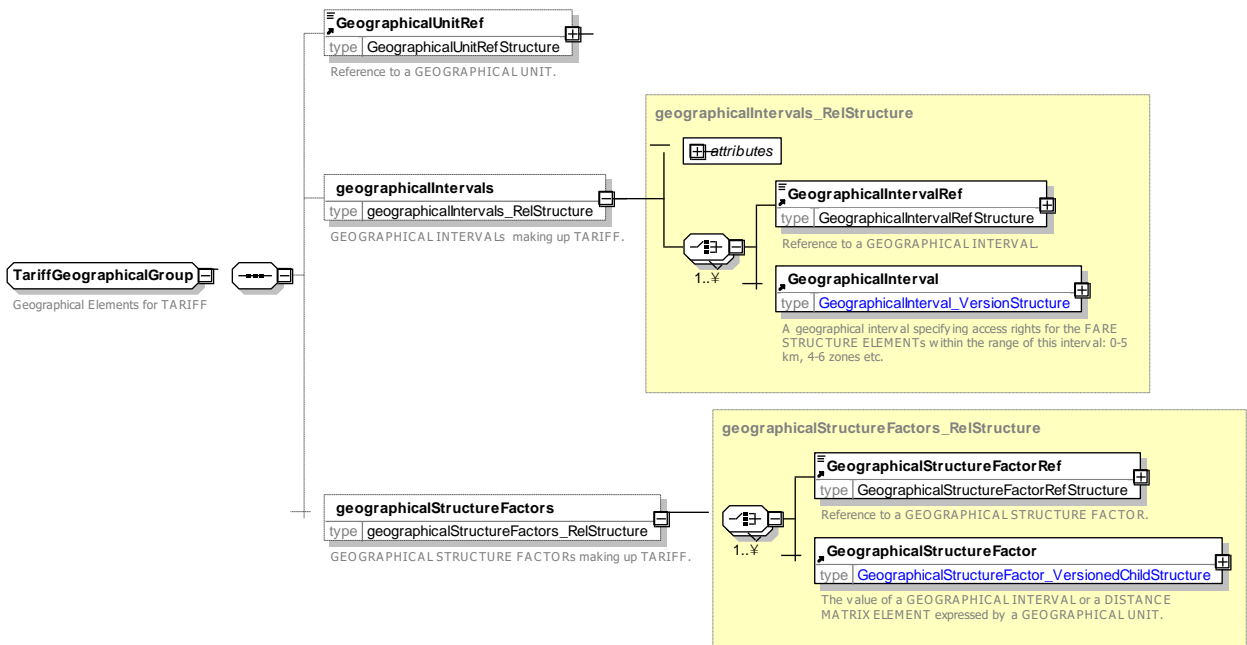 GeographicalUnitRef
type GeographicalUnitRefStructure
Reference to a GEOGRAPHICAL UNIT.
geographicalIntervals_RelStructure
attributes
geographicalIntervals
type geographicalIntervals_RelStructure
GEOGRAPHICAL INTERVALs making up TARIFF.
GeographicalIntervalRef
type GeographicalIntervalRefStructure
Reference to a GEOGRAPHICAL INTERVAL.
1..¥
GeographicalInterval
type GeographicalInterval_VersionStructure
A geographical interval specifying access rights for the FARE
STRUCTURE ELEMENTs within the range of this interval: 0-5
km, 4-6 zones etc.
TariffGeographicalGroup
Geographical Elements for TARIFF
geographicalStructureFactors_RelStructure
geographicalStructureFactors
type geographicalStructureFactors_RelStructure
GEOGRAPHICAL STRUCTURE FACTORs making up TARIFF.
GeographicalStructureFactorRef
type GeographicalStructureFactorRefStructure
Reference to a GEOGRAPHICAL STRUCTURE FACTOR.
1..¥
GeographicalStructureFactor
type GeographicalStructureFactor_VersionedChildStructure
The value of a GEOGRAPHICAL INTERVAL or a DISTANCE
MATRIX ELEMENT expressed by a GEOGRAPHICAL UNIT.